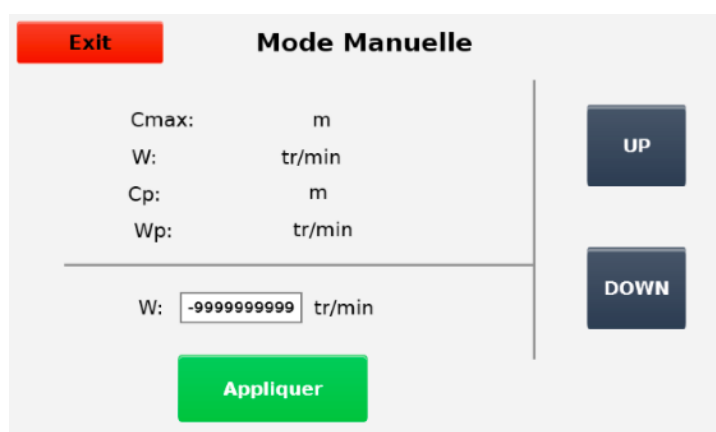 Exit
Mode Manuelle
Cmax: m
W: tr/min
Cp: m
Wp: tr/min
W: -9999999999 tr/min
Appliquer
UP
DOWN